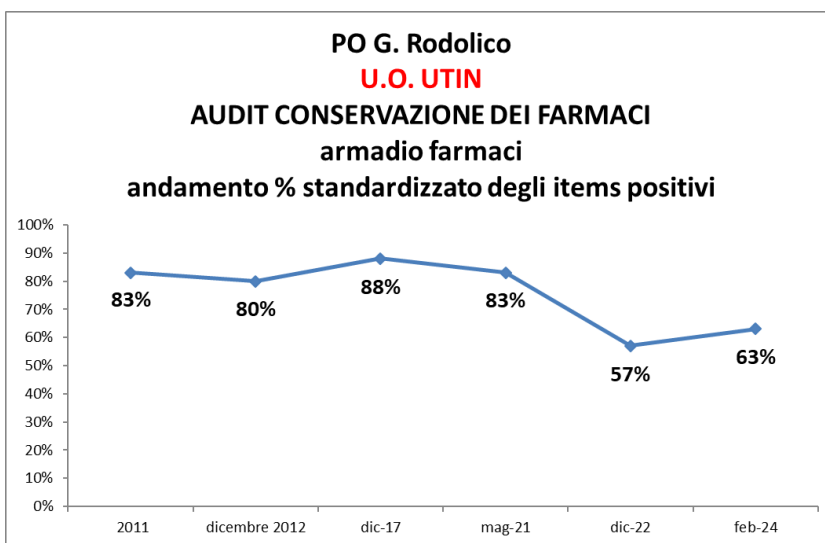 PO G. Rodolico
U.O. UTIN
AUDIT CONSERVAZIONE DEI FARMACI
armadio farmaci
andamento % standardizzato degli items positivi
100%
90%
80%
70%
60%
50%
40%
30%
20%
10%
0%
83%
80%
88%
83%
57%
63%
2011
dicembre 2012
dic-17
mag-21
dic-22
feb-24